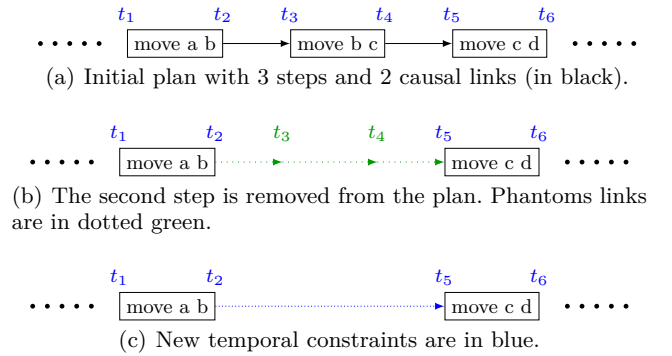 t1 t2 t3 t4 t5 t6
move a b move b c move c d
(a) Initial plan with 3 steps and 2 causal links (in black).
t1 t2 t3 t4 t5 t6
move a b move c d
(b) The second step is removed from the plan. Phantoms links
are in dotted green.
t1 t2 t5 t6
move a b move c d
(c) New temporal constraints are in blue.